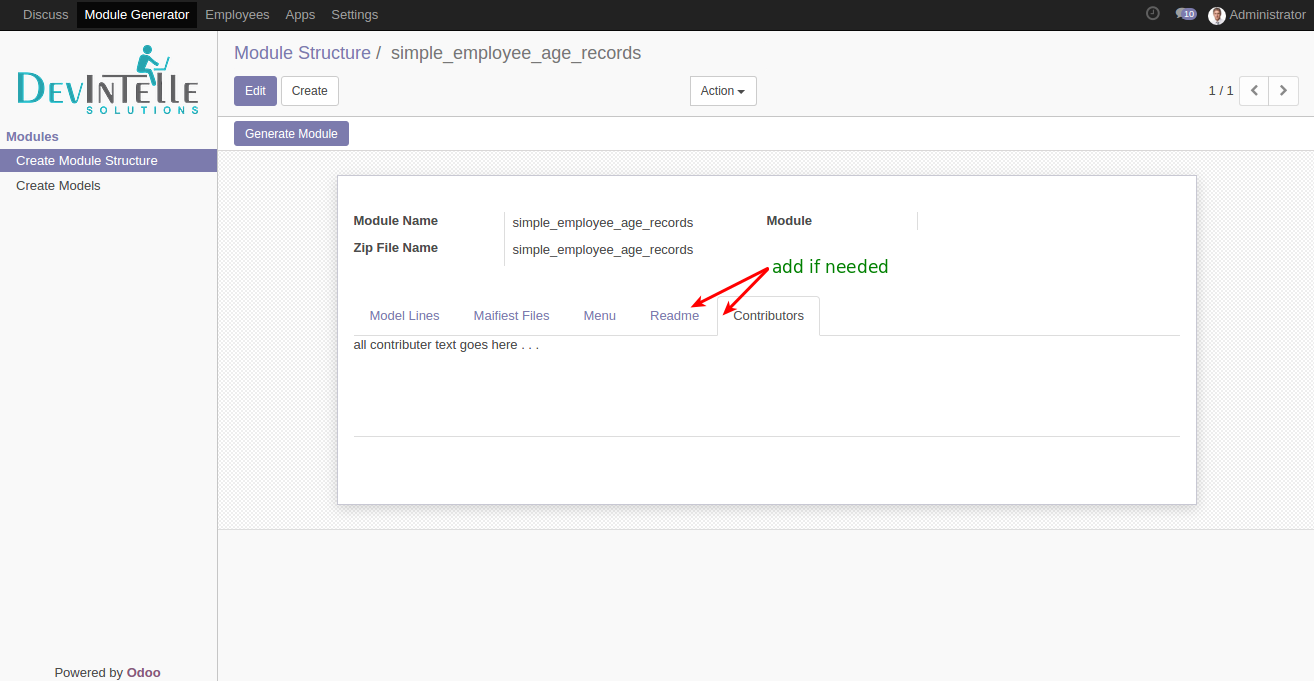 Discuss Module Generator Employees Apps Settings 10 Administrator
DEVINTELLE
SOLUTIONS
Modules
Create Module Structure
Create Models
Powered by Odoo
Module Structure / simple_employee_age_records
Edit Create Action 1 / 1
Generate Module
Module Name simple_employee_age_records Module
Zip File Name simple_employee_age_records
add if needed
Model Lines Maifiest Files Menu Readme Contributors
all contributer text goes here . . .